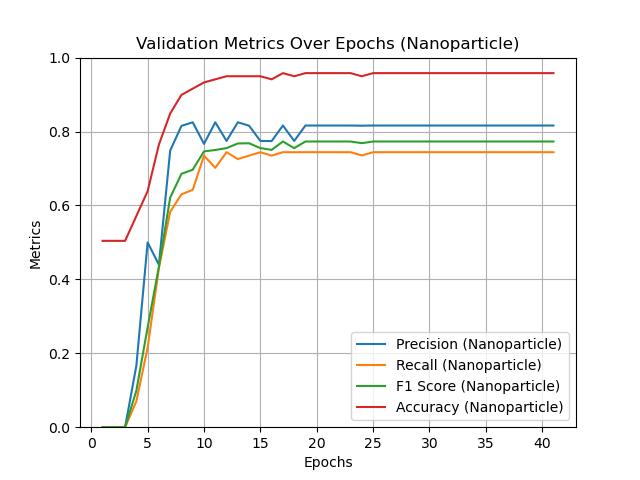 Validation Metrics Over Epochs (Nanoparticle)
1.0
0.8
0.6
0.4
0.2
0.0
Metrics
0 5 10 15 20 25 30 35 40
Epochs
Precision (Nanoparticle)
Recall (Nanoparticle)
F1 Score (Nanoparticle)
Accuracy (Nanoparticle)